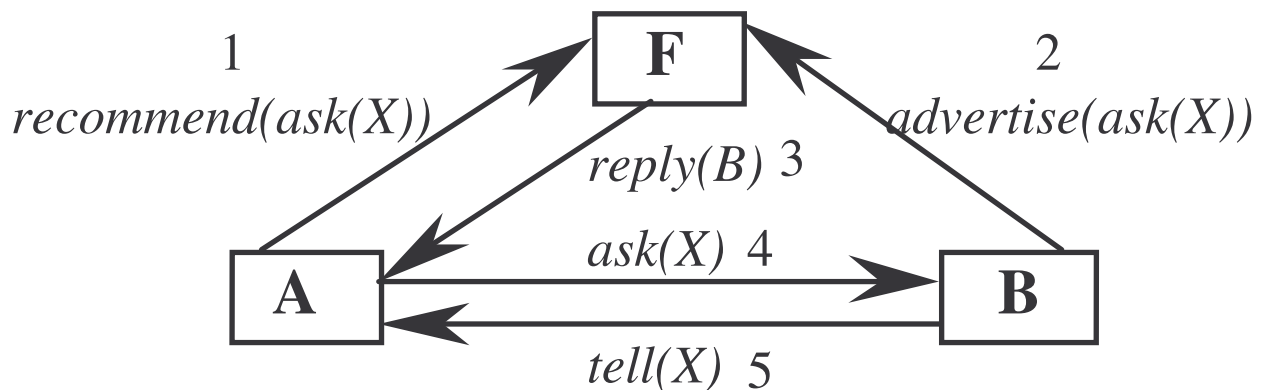 1
F
2
recommend(ask(X))
advertise(ask(X))
reply(B) 3
ask(X) 4
A
B
tell(X) 5